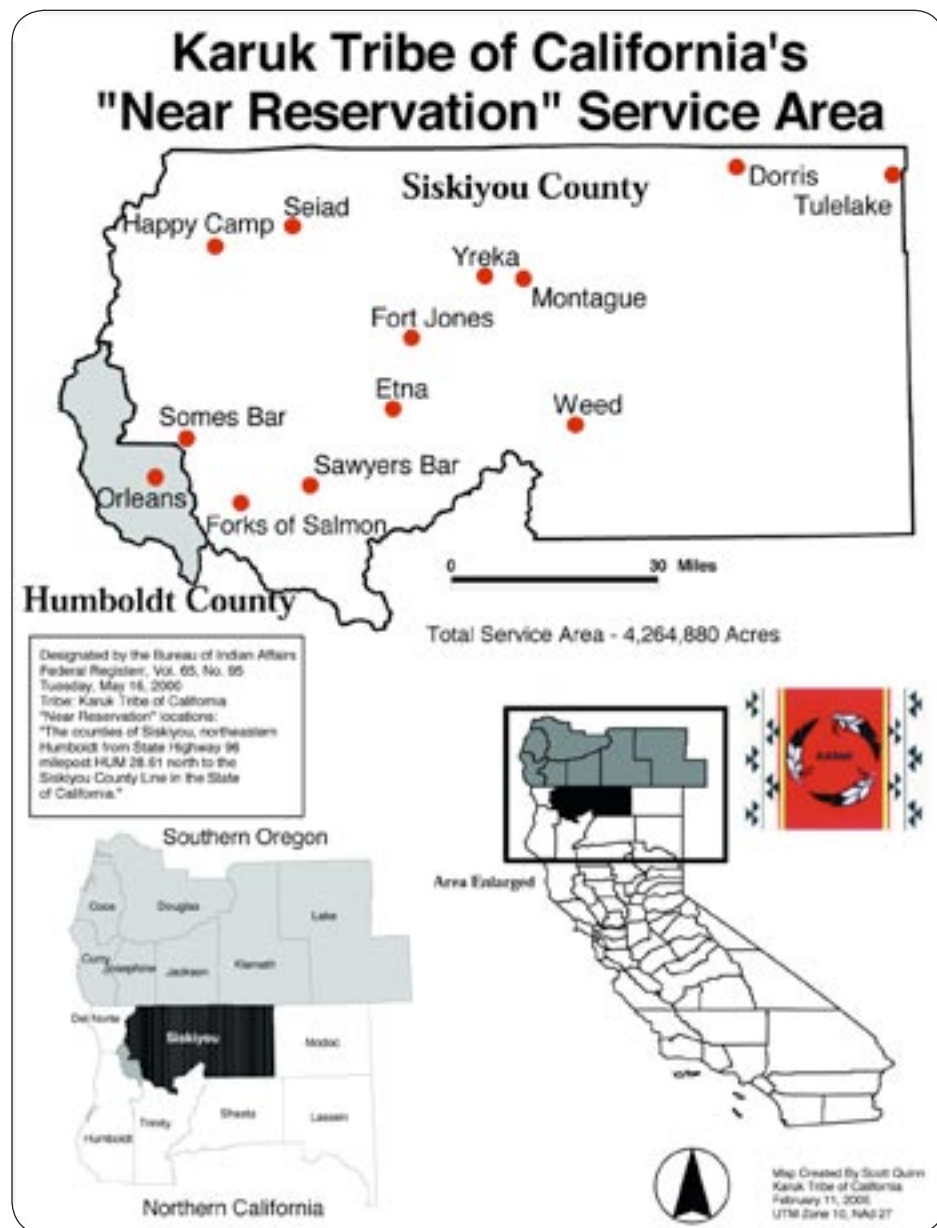 Karuk Tribe of California's
"Near Reservation" Service Area
Siskiyou County
Dorris
Tulelake
Seiad
Happy Camp
Yreka
Montague
Fort Jones
Etna
Weed
Somes Bar
Sawyers Bar
Orleans
Forks of Salmon
0 30 Miles
Humboldt County
Total Service Area - 4,264,880 Acres
Designated by the Bureau of Indian Affairs
Federal Register, Vol. 65, No. 95
Tuesday, May 16, 2000
Tribe: Karuk Tribe of California
"Near Reservation" locations:
"The counties of Siskiyou, northeastern
Humboldt from State Highway 96
milepost HUM 28.61 north to the
Siskiyou County Line in the State
of California."
KARUK
Area Enlarged
Southern Oregon
Coos
Douglas
Lake
Curry
Josephine
Jackson
Klamath
Del Norte
Siskiyou
Modoc
Humboldt
Trinity
Shasta
Lassen
Northern California
Map Created By Scott Quinn
Karuk Tribe of California
February 11,
UTM Zone 10, NAD 27